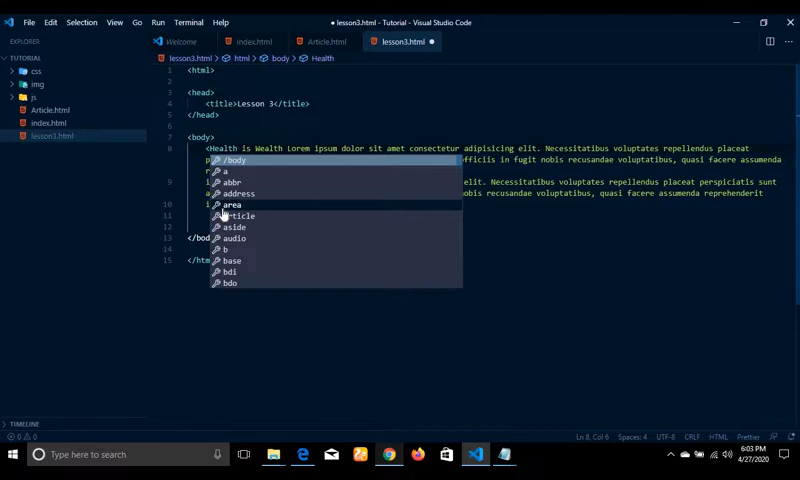 File Edit Selection View Go Run Terminal Help
● lesson3.html - Tutorial - Visual Studio Code
EXPLORER
Welcome index.html Article.html lesson3.html ●
TUTORIAL
css
img
js
Article.html
index.html
lesson3.html
lesson3.html > html > body > Health
1 <html>
2
3 <head>
4 <title>Lesson 3</title>
5 </head>
6
7 <body>
8 <Health is Wealth Lorem ipsum dolor sit amet consectetur adipisicing elit. Necessitatibus voluptates repellendus placeat
/body
p officiis in fugit nobis recusandae voluptatibus, quasi facere assumenda
a
r
abbr
9 i elit. Necessitatibus voluptates repellendus placeat perspiciatis sunt
address
a nobis recusandae voluptatibus, quasi facere assumenda reprehenderit
area
10 i
article
11
aside
12
audio
13 </bod
b
14
base
15 </htm
bdi
bdo
TIMELINE
0 0
Ln 8, Col 6 Spaces: 4 UTF-8 CRLF HTML Prettier
Type here to search
6:03 PM
4/27/2020